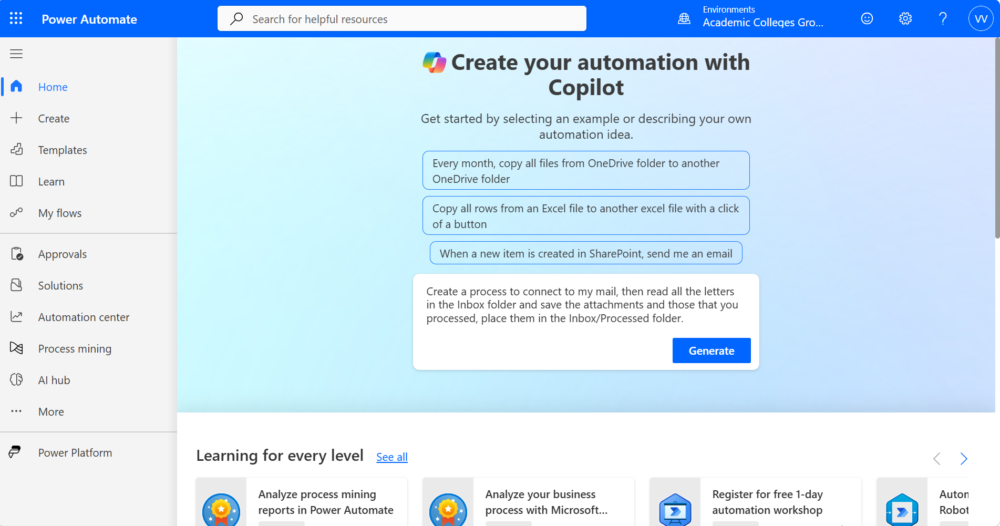 Power Automate
Search for helpful resources
Environments
Academic Colleges Gro...
VV
Home
Create
Templates
Learn
My flows
Approvals
Solutions
Automation center
Process mining
AI hub
More
Power Platform
Create your automation with
Copilot
Get started by selecting an example or describing your own
automation idea.
Every month, copy all files from OneDrive folder to another
OneDrive folder
Copy all rows from an Excel file to another excel file with a click
of a button
When a new item is created in SharePoint, send me an email
Create a process to connect to my mail, then read all the letters
in the Inbox folder and save the attachments and those that you
processed, place them in the Inbox/Processed folder.
Generate
Learning for every level
See all
Analyze process mining
reports in Power Automate
Analyze your business
process with Microsoft...
Register for free 1-day
automation workshop
Auton
Robot